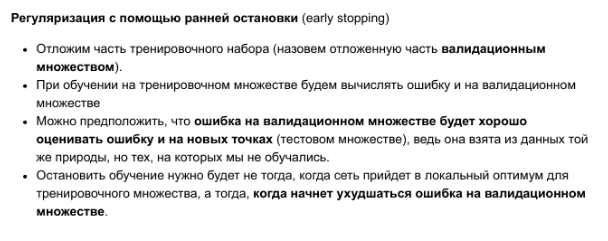 Регуляризация с помощью ранней остановки (early stopping)
• Отложим часть тренировочного набора (назовем отложенную часть валидационным
множеством).
• При обучении на тренировочном множестве будем вычислять ошибку и на валидационном
множестве
• Можно предположить, что ошибка на валидационном множестве будет хорошо
оценивать ошибку и на новых точках (тестовом множестве), ведь она взята из данных той
же природы, но тех, на которых мы не обучались.
• Остановить обучение нужно будет не тогда, когда сеть прийдет в локальный оптимум для
тренировочного множества, а тогда, когда начнет ухудшаться ошибка на валидационном
множестве.